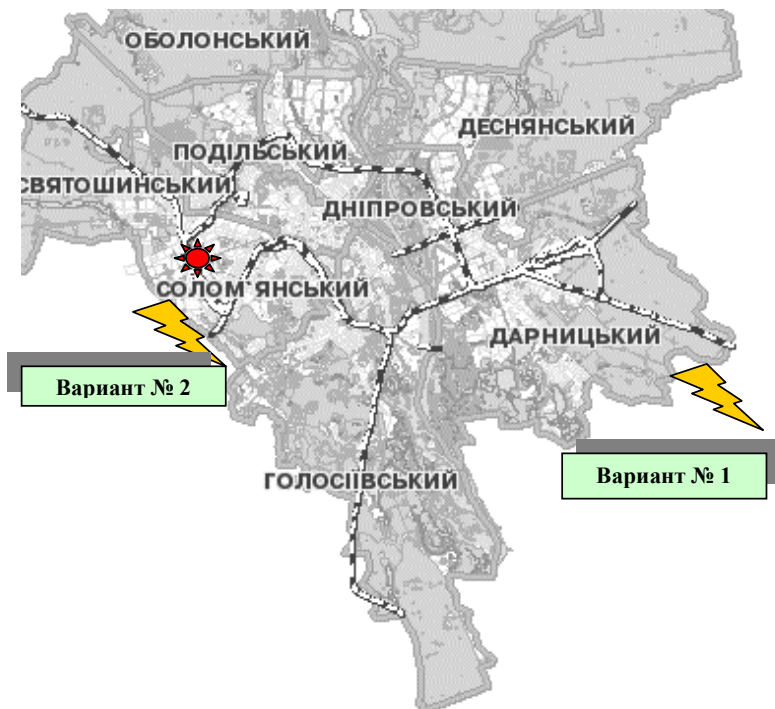 ОБОЛОНСЬКИЙ
ДЕСНЯНСЬКИЙ
ПОДІЛЬСЬКИЙ
СВЯТОШИНСЬКИЙ
ДНІПРОВСЬКИЙ
СОЛОМ`ЯНСЬКИЙ
ДАРНИЦЬКИЙ
Вариант № 2
Вариант № 1
ГОЛОСІЇВСЬКИЙ